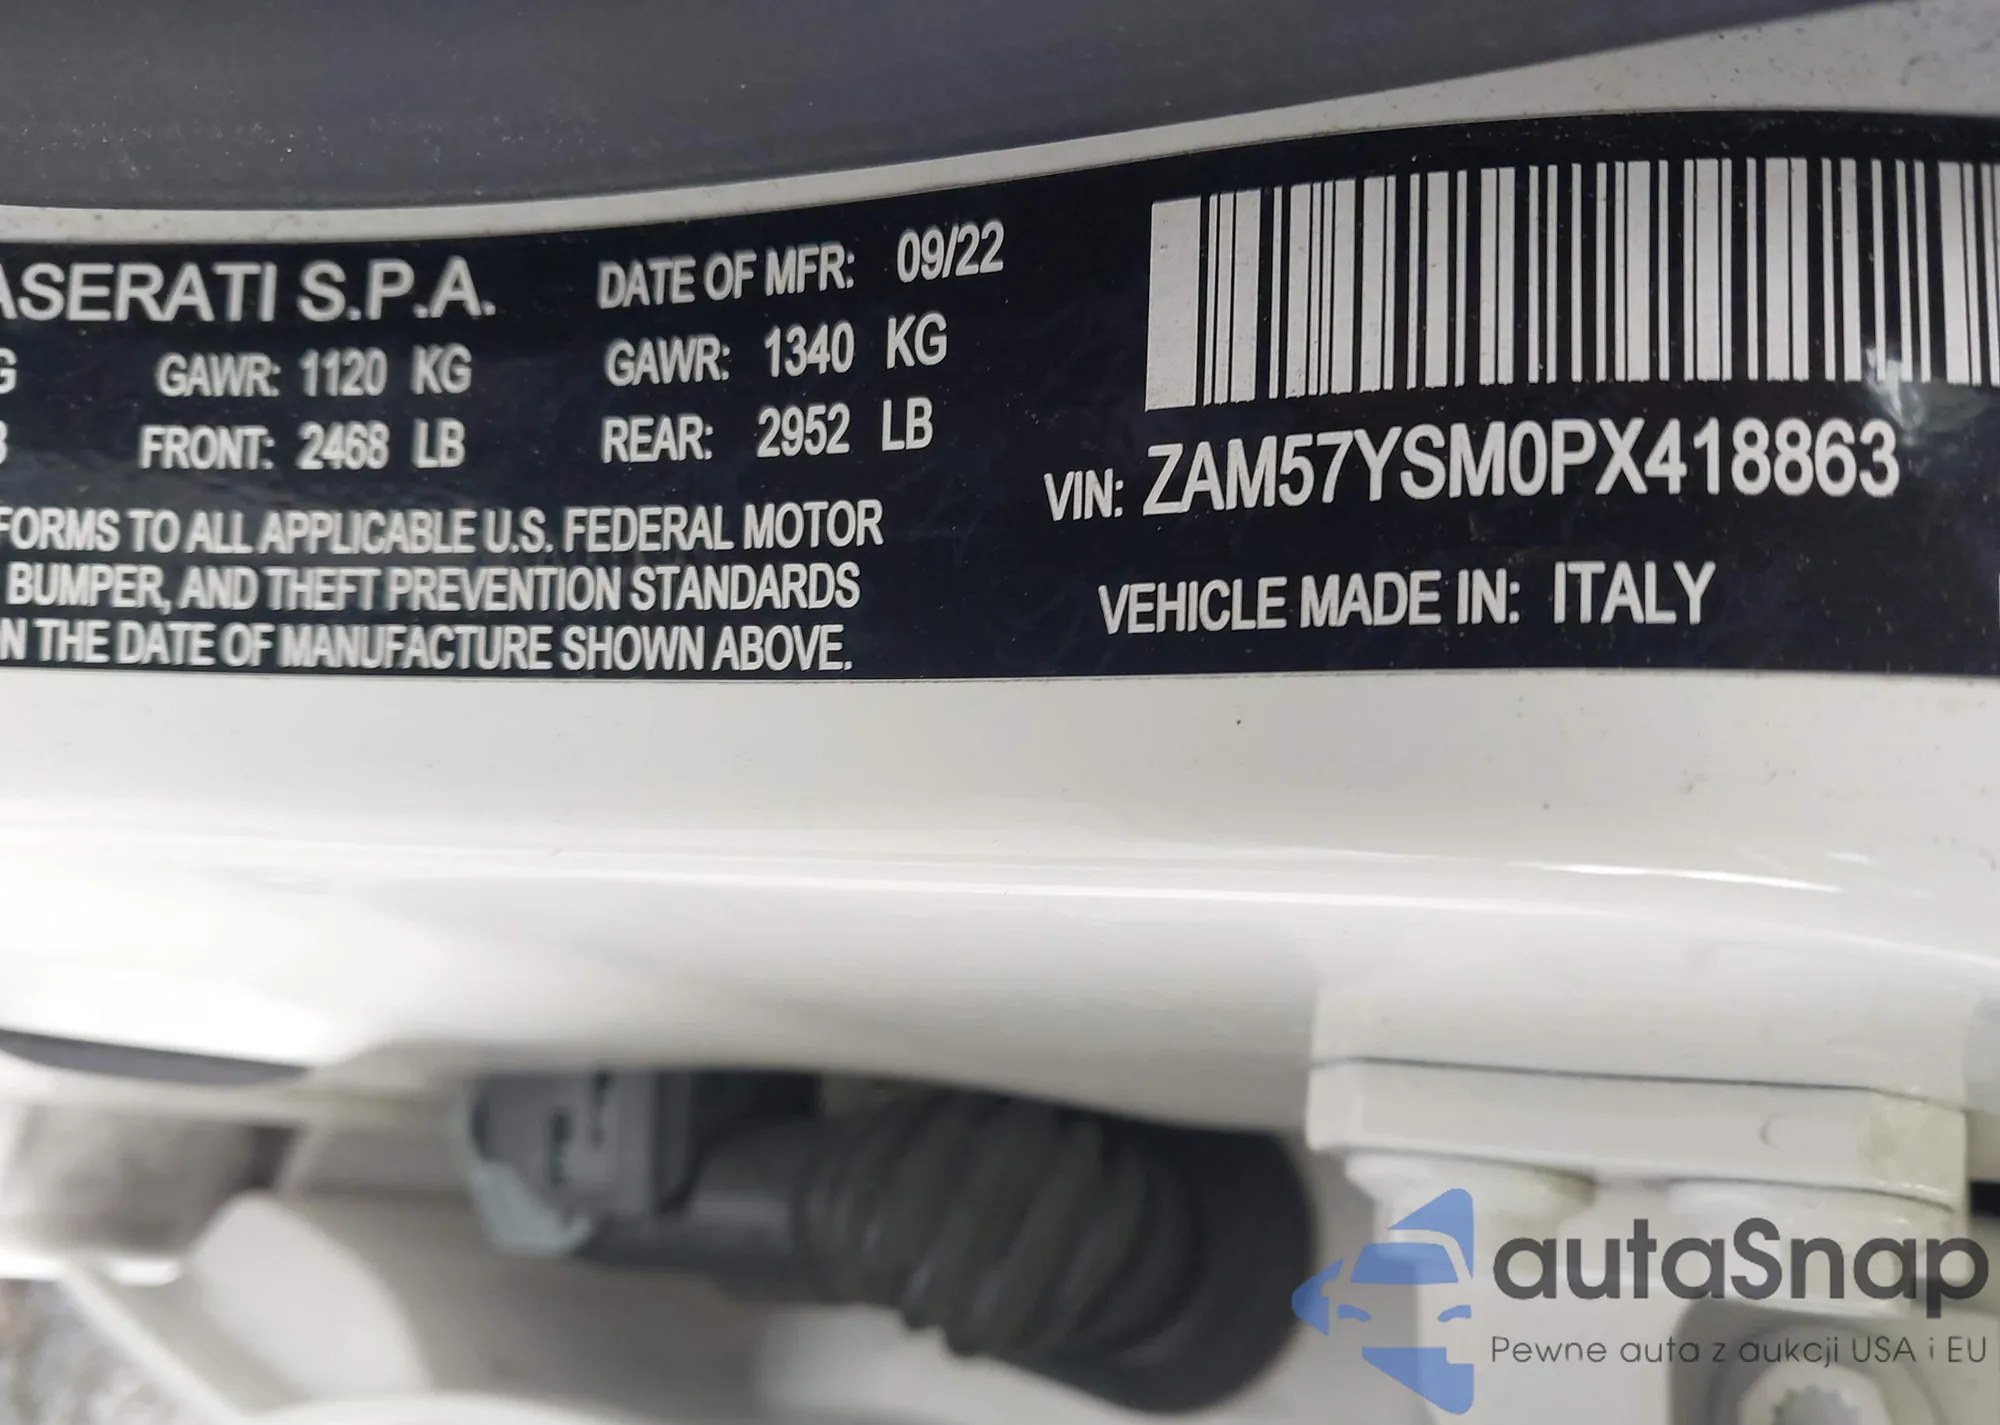 ASERATI S.P.A. DATE OF MFR: 09/22
G GAWR: 1120 KG GAWR: 1340 KG
FRONT: 2468 LB REAR: 2952 LB
VIN: ZAM57YSM0PX418863
FORMS TO ALL APPLICABLE U.S. FEDERAL MOTOR
BUMPER, AND THEFT PREVENTION STANDARDS
N THE DATE OF MANUFACTURE SHOWN ABOVE.
VEHICLE MADE IN: ITALY
autaSnap
Pewne auta z aukcji USA i EU